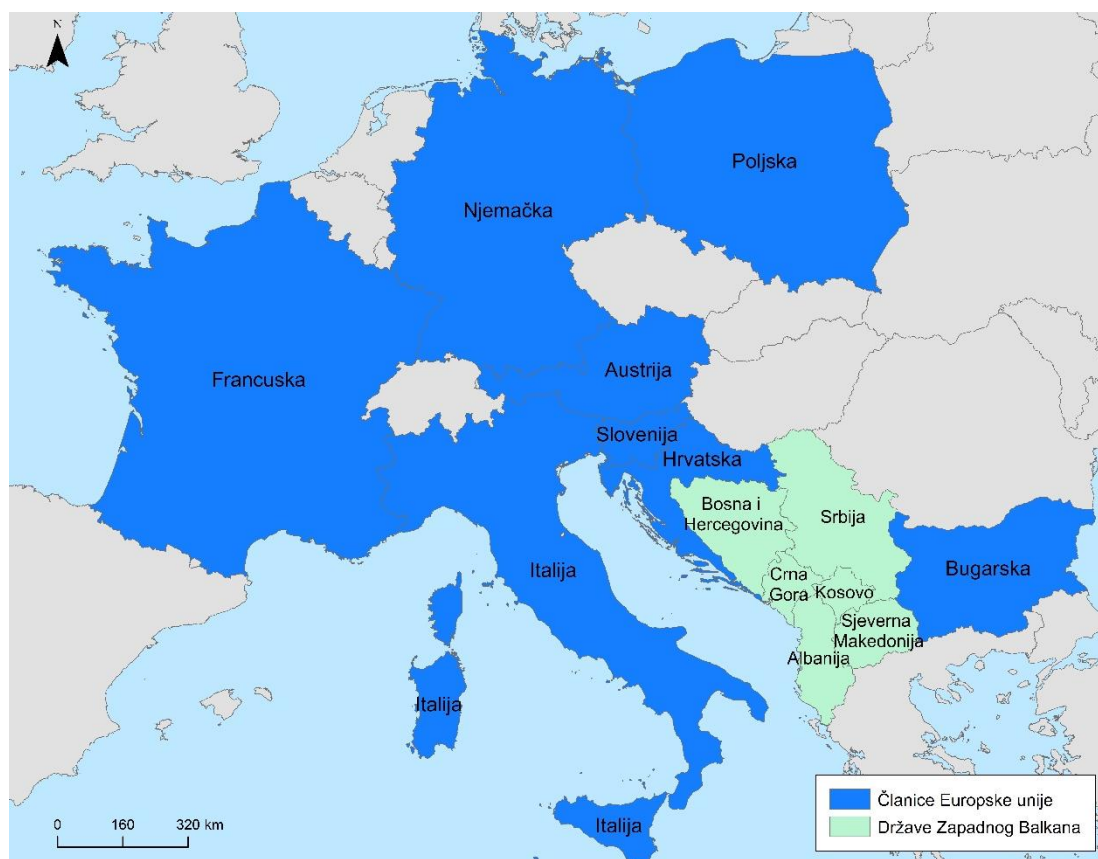 N
Poljska
Njemačka
Francuska
Austrija
Slovenija
Hrvatska
Bosna i
Hercegovina
Srbija
Italija
Crna
Gora
Kosovo
Bugarska
Sjeverna
Makedonija
Albanija
Italija
Italija
Članice Europske unije
Države Zapadnog Balkana
0 160 320 km